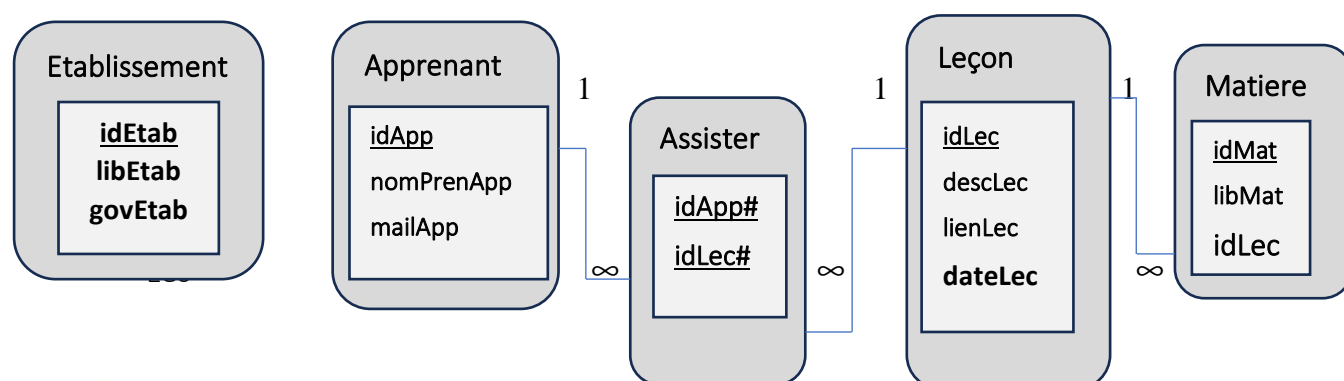 Etablissement
idEtab
libEtab
govEtab
Apprenant
idApp
nomPrenApp
mailApp
1
∞
Assister
idApp#
idLec#
1
∞
Leçon
idLec
descLec
lienLec
dateLec
1
∞
Matiere
idMat
libMat
idLec